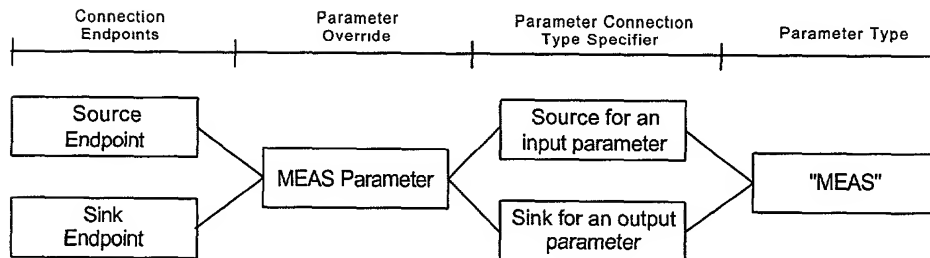 Connection
Endpoints
Parameter
Override
Parameter Connection
Type Specifier
Parameter Type
Source
Endpoint
Sink
Endpoint
MEAS Parameter
Source for an
input parameter
Sink for an output
parameter
"MEAS"